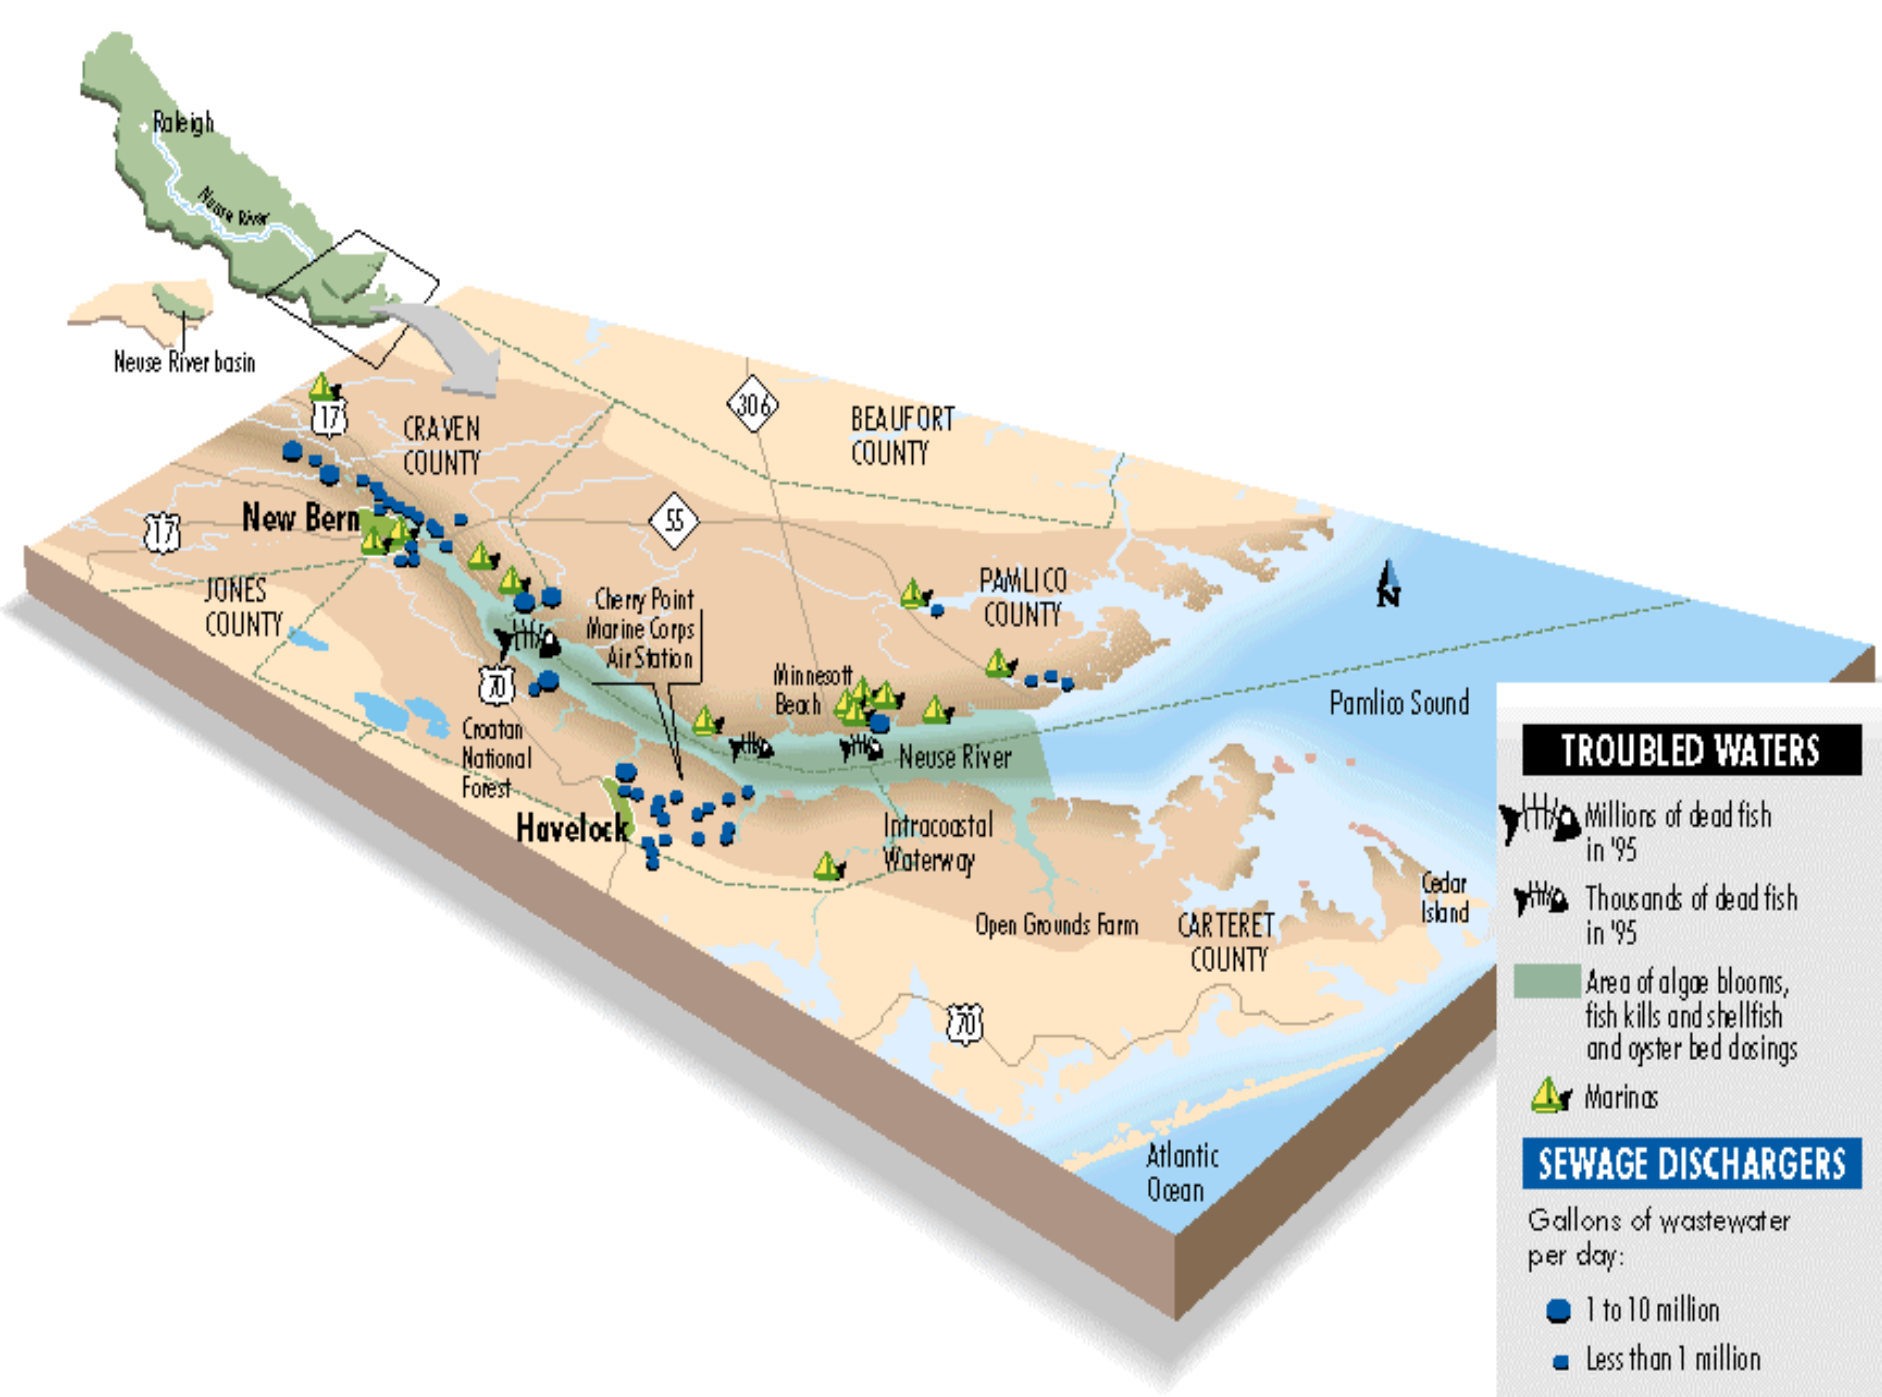 Raleigh
Neuse River
Neuse River basin
17
CRAVEN
COUNTY
306
BEAUFORT
COUNTY
New Bern
17
55
JONES
COUNTY
Cherry Point
Marine Corps
Air Station
PAMLICO
COUNTY
N
70
Minnesott
Beach
Pamlico Sound
Croatan
National
Forest
Neuse River
Havelock
Intracoastal
Waterway
Cedar
Island
Open Grounds Farm
CARTERET
COUNTY
70
Atlantic
Ocean
TROUBLED WATERS
Millions of dead fish
in '95
Thousands of dead fish
in '95
Area of algae blooms,
fish kills and shellfish
and oyster bed dosings
Marinas
SEWAGE DISCHARGERS
Gallons of wastewater
per day:
1 to 10 million
Less than 1 million